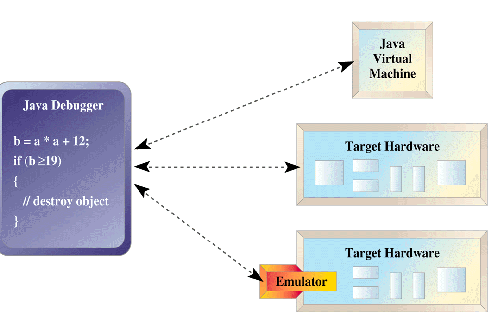 Java Debugger
b = a * a + 12;
if (b ≥19)
{
// destroy object
}
Java
Virtual
Machine
Target Hardware
Target Hardware
Emulator